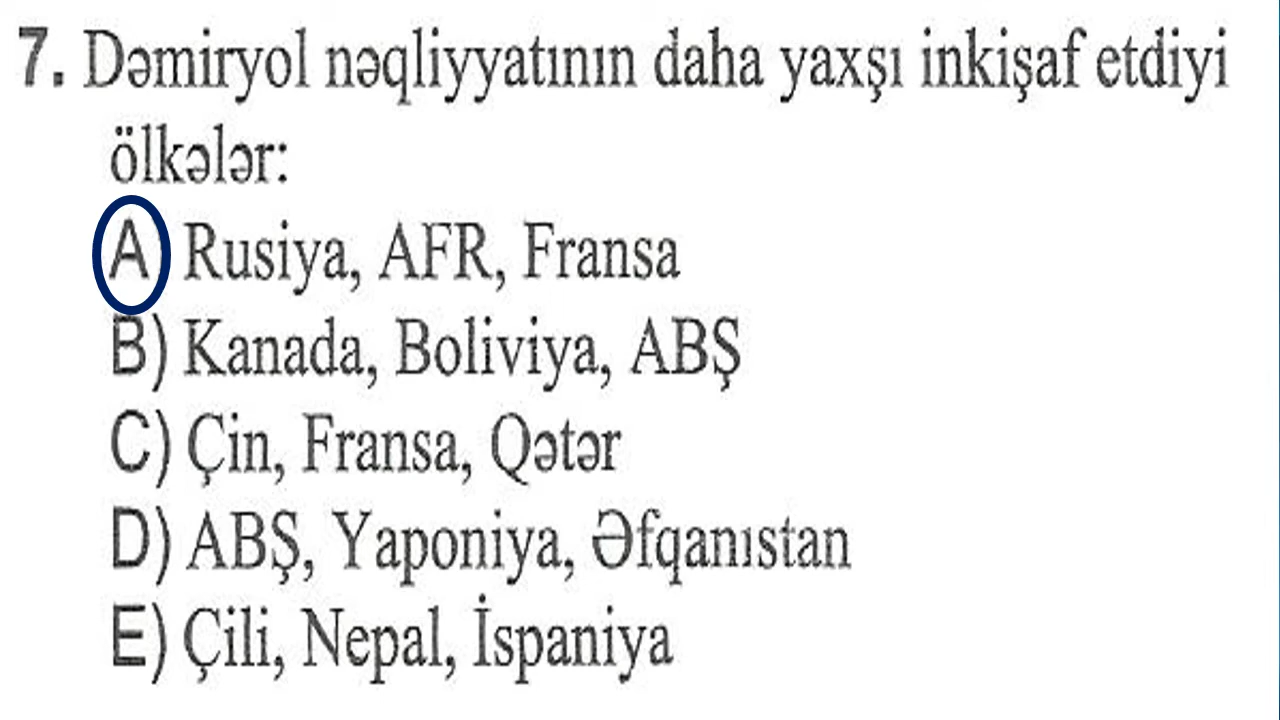 7. Dəmiryol nəqliyyatının daha yaxşı inkişaf etdiyi
ölkələr:
A) Rusiya, AFR, Fransa
B) Kanada, Boliviya, ABŞ
C) Çin, Fransa, Qətər
D) ABŞ, Yaponiya, Əfqanıstan
E) Çili, Nepal, İspaniya